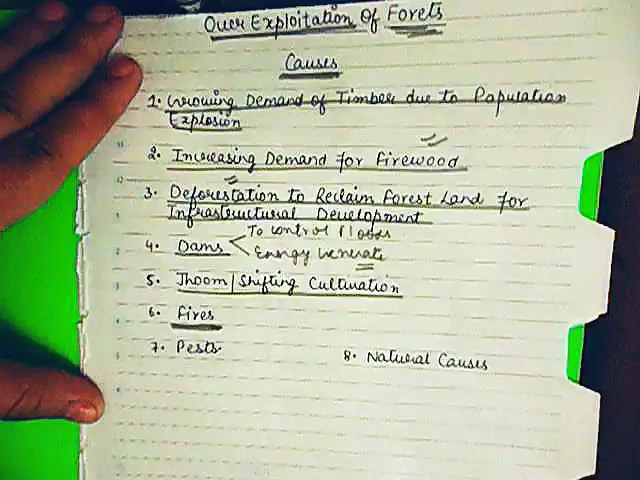 Over Exploitation Of Forets
Causes
1. Growing Demand of Timber due to Population
Explosion
2. Increasing Demand for firewood
3. Deforestation to Reclaim Forest Land for
Infrastructural Development
4. Dams < To control floods
Energy Generate
5. Jhoom/Shifting Cultivation
6. Fires
7. Pests
8. Natural Causes